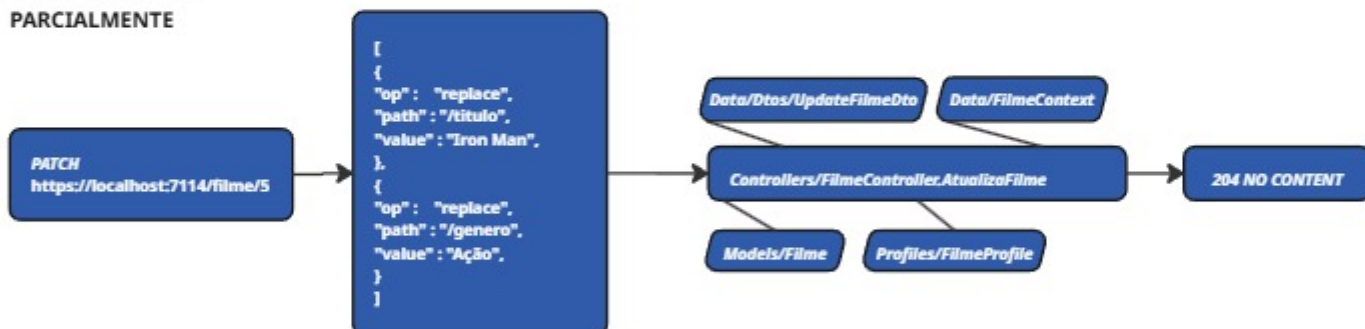 PARCIALMENTE
PATCH
https://localhost:7114/filme/5
[
{
"op" : "replace",
"path" : "/titulo",
"value" : "Iron Man",
},
{
"op" : "replace",
"path" : "/genero",
"value" : "Ação",
}
]
Data/Dtos/UpdateFilmeDto
Data/FilmeContext
Controllers/FilmeController.AtualizaFilme
Models/Filme
Profiles/FilmeProfile
204 NO CONTENT